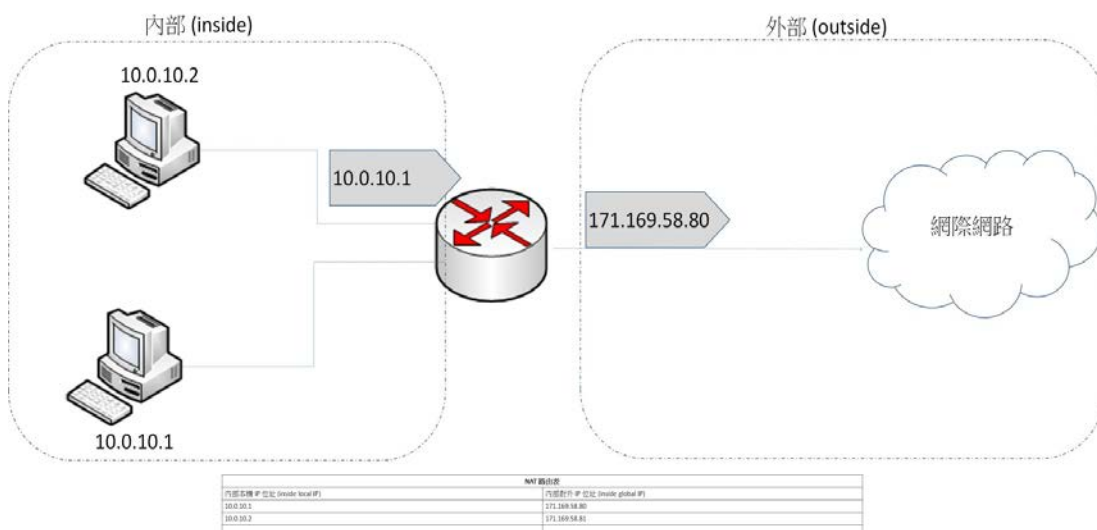 內部 (inside)
外部 (outside)
10.0.10.2
10.0.10.1
171.169.58.80
網際網路
10.0.10.1
NAT 路由表
內部本機 IP 位址 (inside local IP)
內部對外 IP 位址 (inside global IP)
10.0.10.1
171.169.58.80
10.0.10.2
171.169.58.81